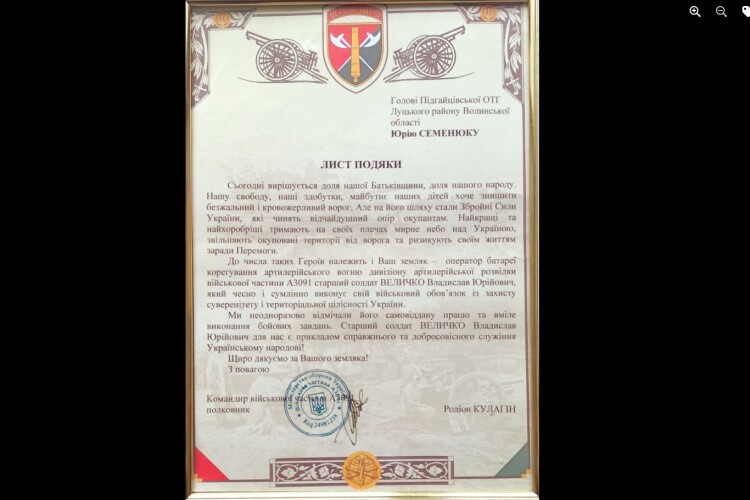 Голові Підгайцівської ОТГ
Луцького району Волинської
області
Юрію СЕМЕНЮКУ
ЛИСТ ПОДЯКИ
Сьогодні вирішується доля нашої Батьківщини, доля нашого народу.
Нашу свободу, наші здобутки, майбутнє наших дітей хоче знищити
безжальний і кровожерливий ворог. Але на його шляху стали Збройні Сили
України, які чинять відчайдушний опір окупантам. Найкращі та
найхоробріші тримають на своїх плечах мирне небо над Україною,
звільняють окуповані території від ворога та ризикують своїм життям
заради Перемоги.
До числа таких Героїв належить і Ваш земляк – оператор батареї
корегування артилерійського вогню дивізіону артилерійської розвідки
військової частини А3091 старший солдат ВЕЛИЧКО Владислав Юрійович,
який чесно і сумлінно виконує свій військовий обов’язок із захисту
суверенітету і територіальної цілісності України.
Ми неодноразово відмічали його самовіддану працю та вміле
виконання бойових завдань. Старший солдат ВЕЛИЧКО Владислав
Юрійович для нас є прикладом справжнього та добросовісного служіння
Українському народові!
Щиро дякуємо за Вашого земляка!
З повагою
Командир військової частини А3091
полковник
Родіон КУЛАГІН